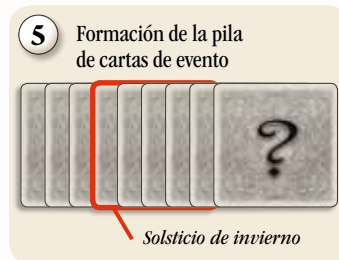 5
Formación de la pila
de cartas de evento
?
Solsticio de invierno